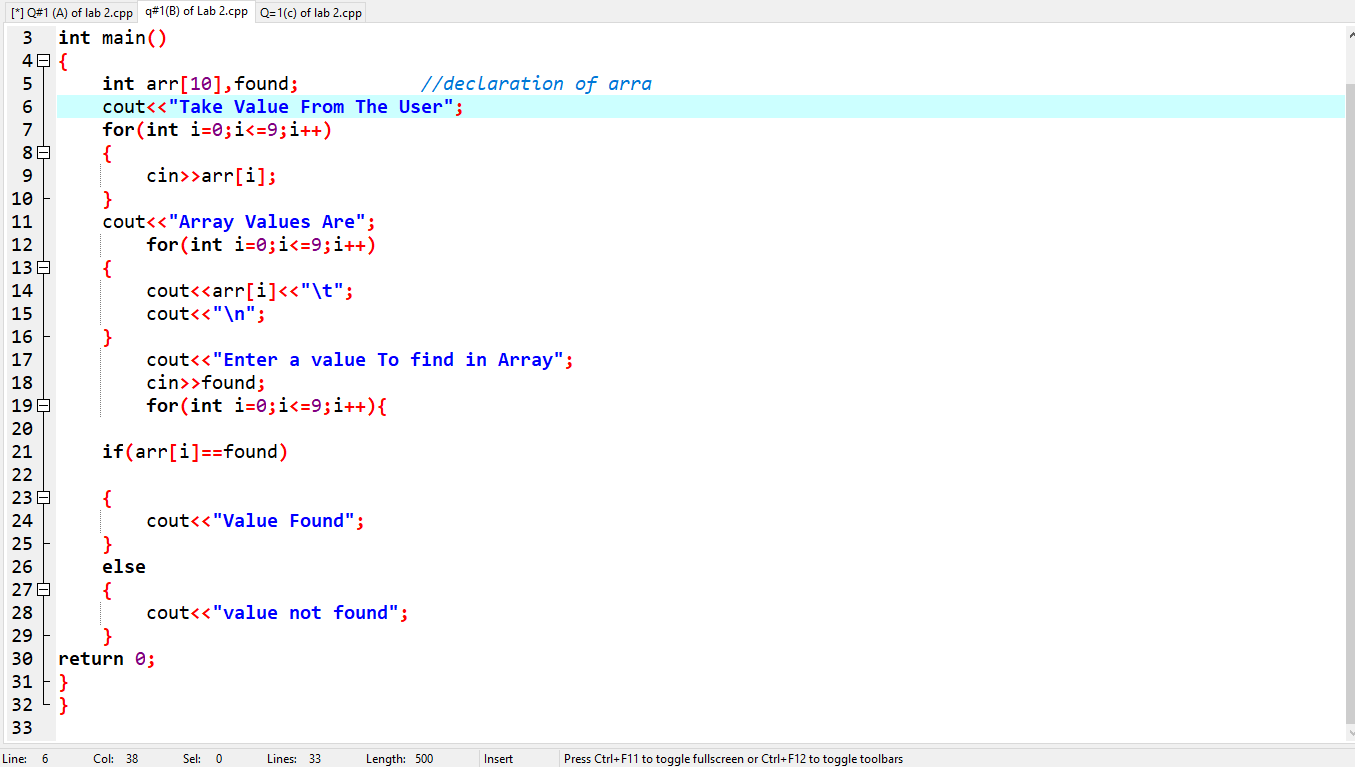 [*] Q#1 (A) of lab 2.cpp q#1(B) of Lab 2.cpp Q=1(c) of lab 2.cpp
3 int main()
4 {
5 int arr[10],found; //declaration of arra
6 cout<<"Take Value From The User";
7 for(int i=0;i<=9;i++)
8 {
9 cin>>arr[i];
10 }
11 cout<<"Array Values Are";
12 for(int i=0;i<=9;i++)
13 {
14 cout<<arr[i]<<"\t";
15 cout<<"\n";
16 }
17 cout<<"Enter a value To find in Array";
18 cin>>found;
19 for(int i=0;i<=9;i++){
20
21 if(arr[i]==found)
22
23 {
24 cout<<"Value Found";
25 }
26 else
27 {
28 cout<<"value not found";
29 }
30 return 0;
31 }
32 }
33
Line: 6 Col: 38 Sel: 0 Lines: 33 Length: 500 Insert Press Ctrl+F11 to toggle fullscreen or Ctrl+F12 to toggle toolbars